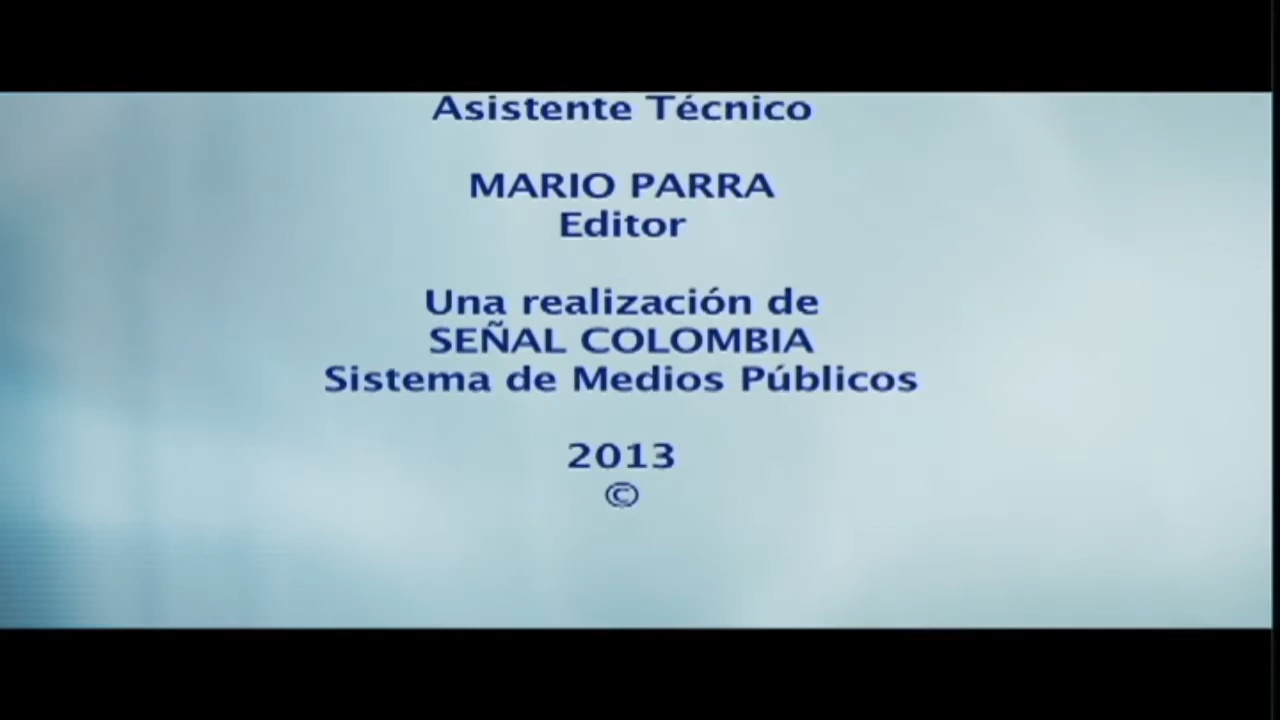 Asistente Técnico
MARIO PARRA
Editor
Una realización de
SEÑAL COLOMBIA
Sistema de Medios Públicos
2013
©